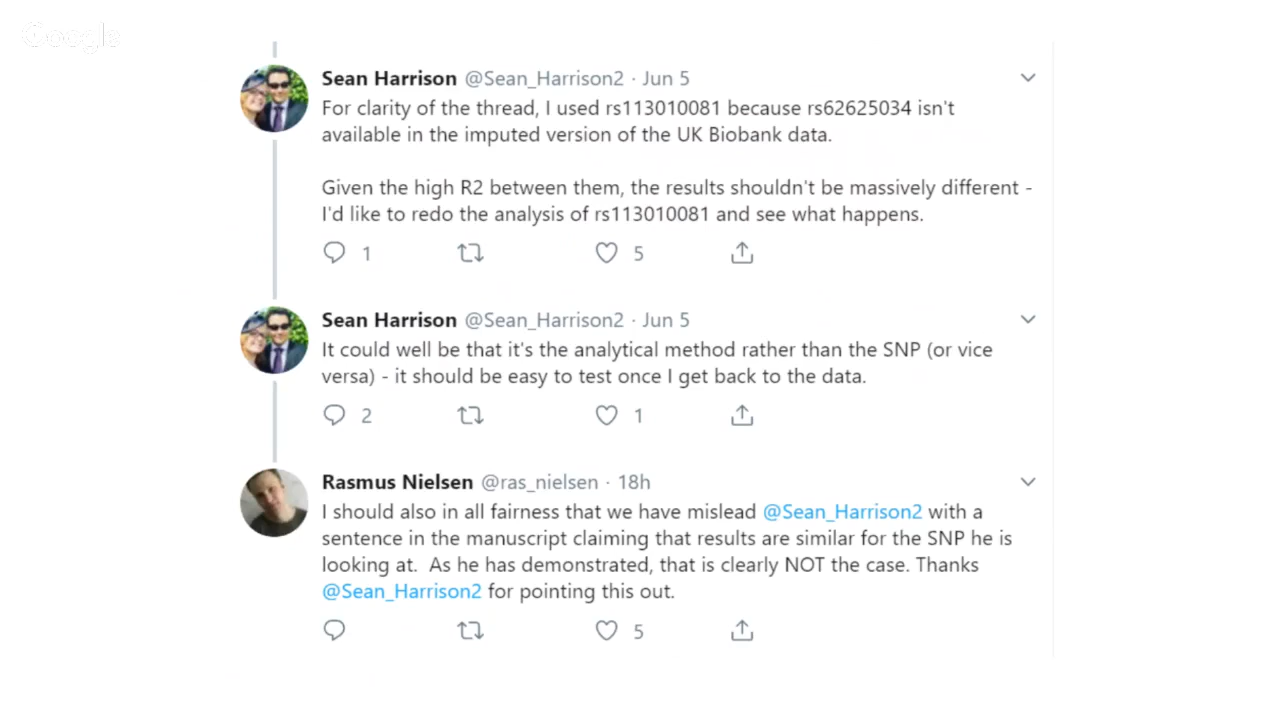 Google
Sean Harrison @Sean_Harrison2 · Jun 5
For clarity of the thread, I used rs113010081 because rs62625034 isn't
available in the imputed version of the UK Biobank data.
Given the high R2 between them, the results shouldn't be massively different -
I'd like to redo the analysis of rs113010081 and see what happens.
1 5
Sean Harrison @Sean_Harrison2 · Jun 5
It could well be that it's the analytical method rather than the SNP (or vice
versa) - it should be easy to test once I get back to the data.
2 1
Rasmus Nielsen @ras_nielsen · 18h
I should also in all fairness that we have mislead @Sean_Harrison2 with a
sentence in the manuscript claiming that results are similar for the SNP he is
looking at.  As he has demonstrated, that is clearly NOT the case. Thanks
@Sean_Harrison2 for pointing this out.
5